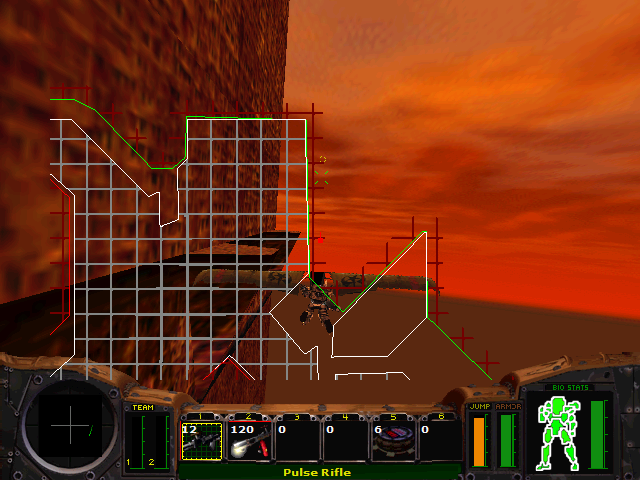 BIO STATS
TEAM
1 2 3 4 5 6
JUMP ARMOR
12 120 0 0 6 0
1 2
Pulse Rifle